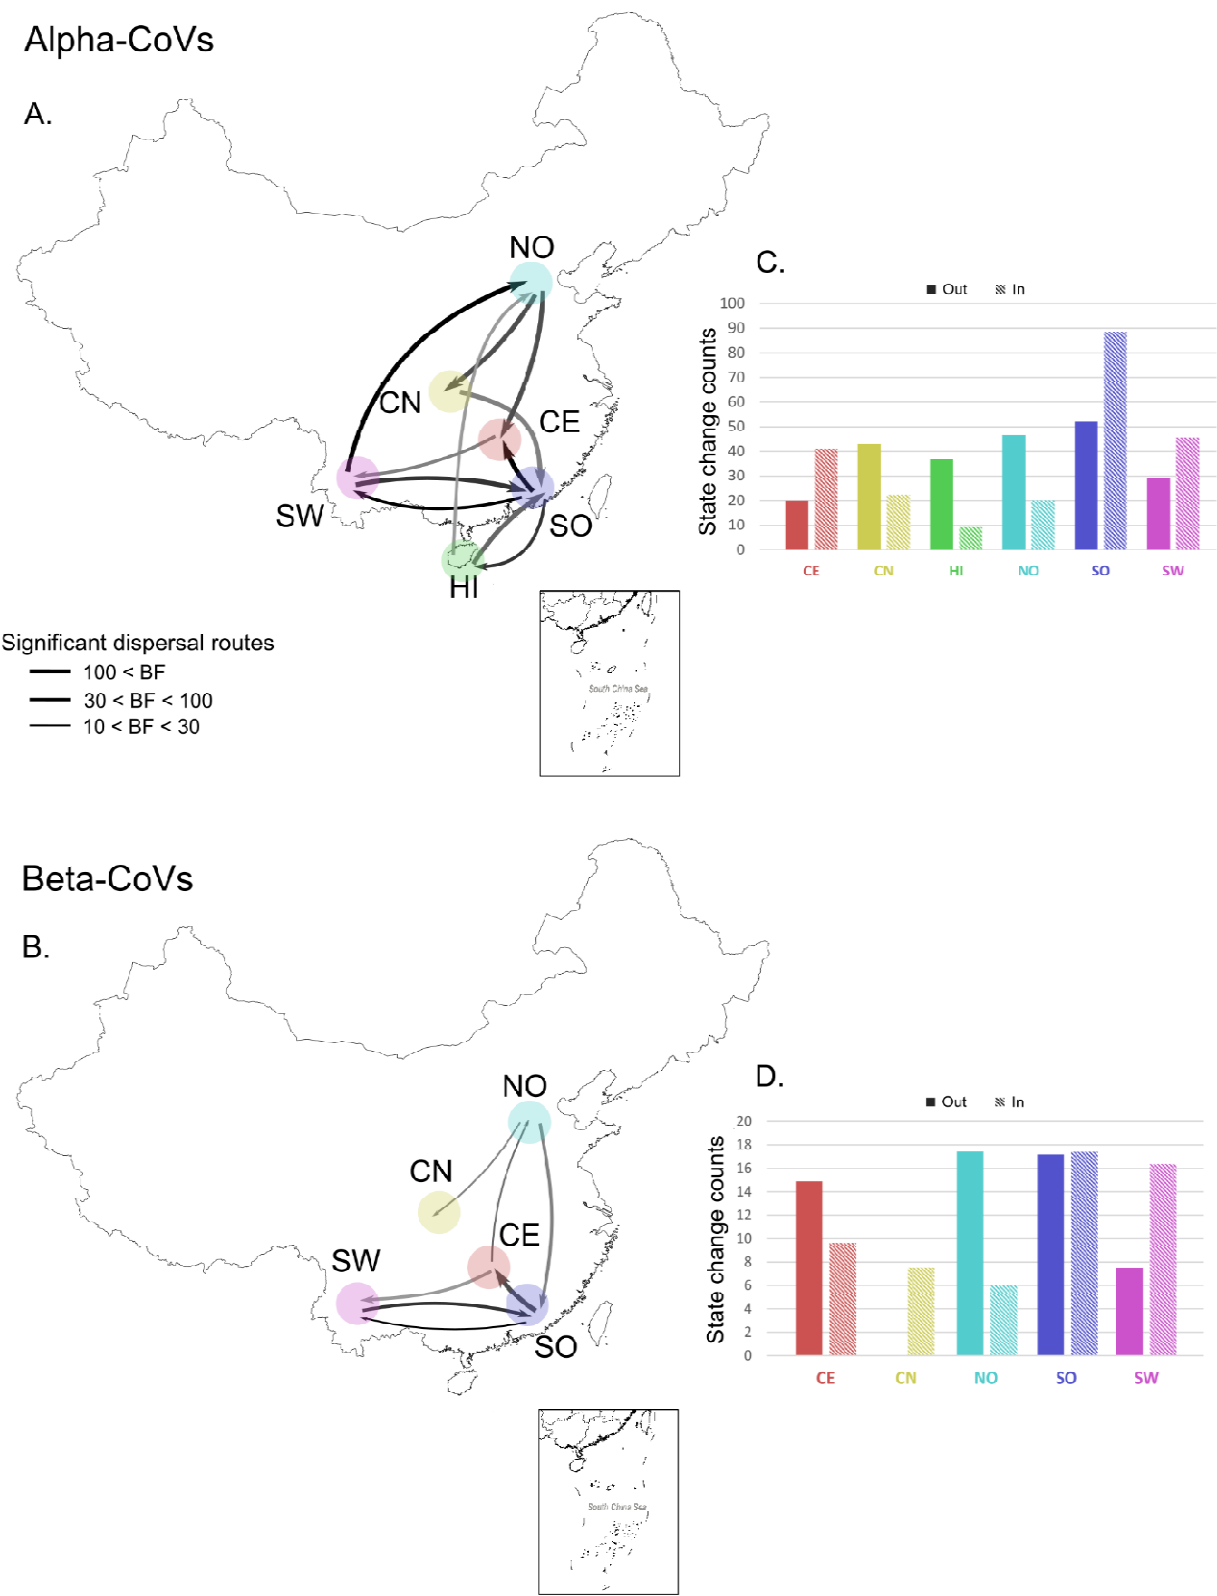 Alpha-CoVs
A.
NO
CN
CE
SW
SO
HI
South China Sea
Significant dispersal routes
100 < BF
30 < BF < 100
10 < BF < 30
C.
Out In
State change counts
100
90
80
70
60
50
40
30
20
10
0
CE CN HI NO SO SW
Beta-CoVs
B.
NO
CN
CE
SW
SO
South China Sea
D.
Out In
State change counts
20
18
16
14
12
10
8
6
4
2
0
CE CN NO SO SW